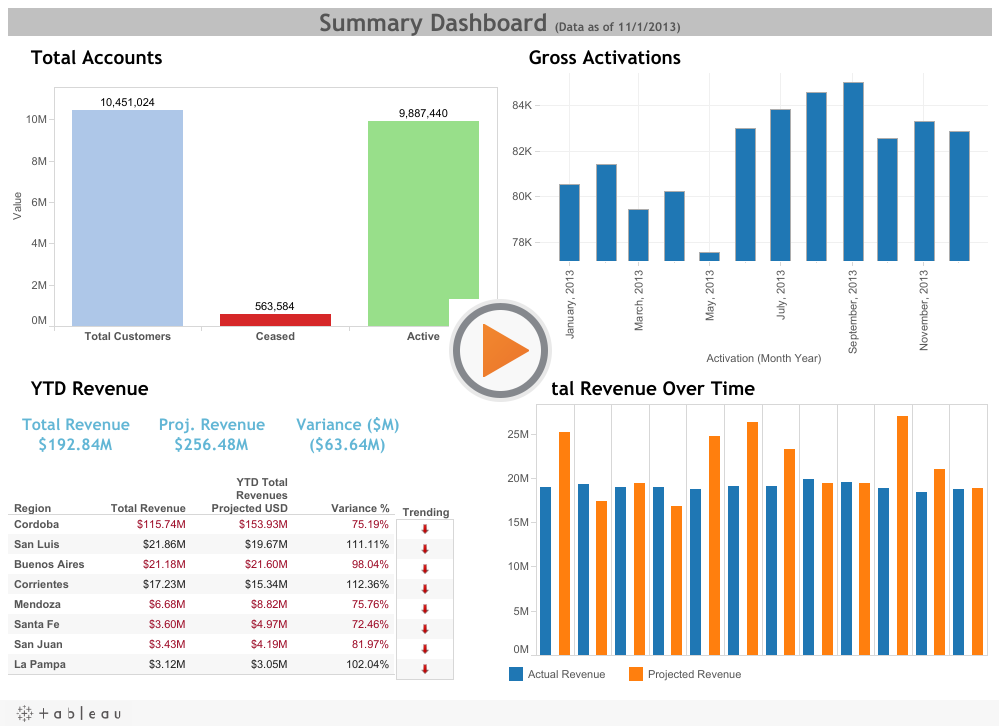 Summary Dashboard (Data as of 11/1/2013)
Total Accounts
10,451,024
9,887,440
563,584
10M
8M
6M
4M
2M
0M
Value
Total Customers Ceased Active
Gross Activations
84K
82K
80K
78K
January, 2013 March, 2013 May, 2013 July, 2013 September, 2013 November, 2013
Activation (Month Year)
YTD Revenue
Total Revenue Proj. Revenue Variance ($M)
$192.84M $256.48M ($63.64M)
YTD Total
Revenues
Region Total Revenue Projected USD Variance % Trending
Cordoba $115.74M $153.93M 75.19%
San Luis $21.86M $19.67M 111.11%
Buenos Aires $21.18M $21.60M 98.04%
Corrientes $17.23M $15.34M 112.36%
Mendoza $6.68M $8.82M 75.76%
Santa Fe $3.60M $4.97M 72.46%
San Juan $3.43M $4.19M 81.97%
La Pampa $3.12M $3.05M 102.04%
tal Revenue Over Time
25M
20M
15M
10M
5M
0M
Actual Revenue Projected Revenue
tableau